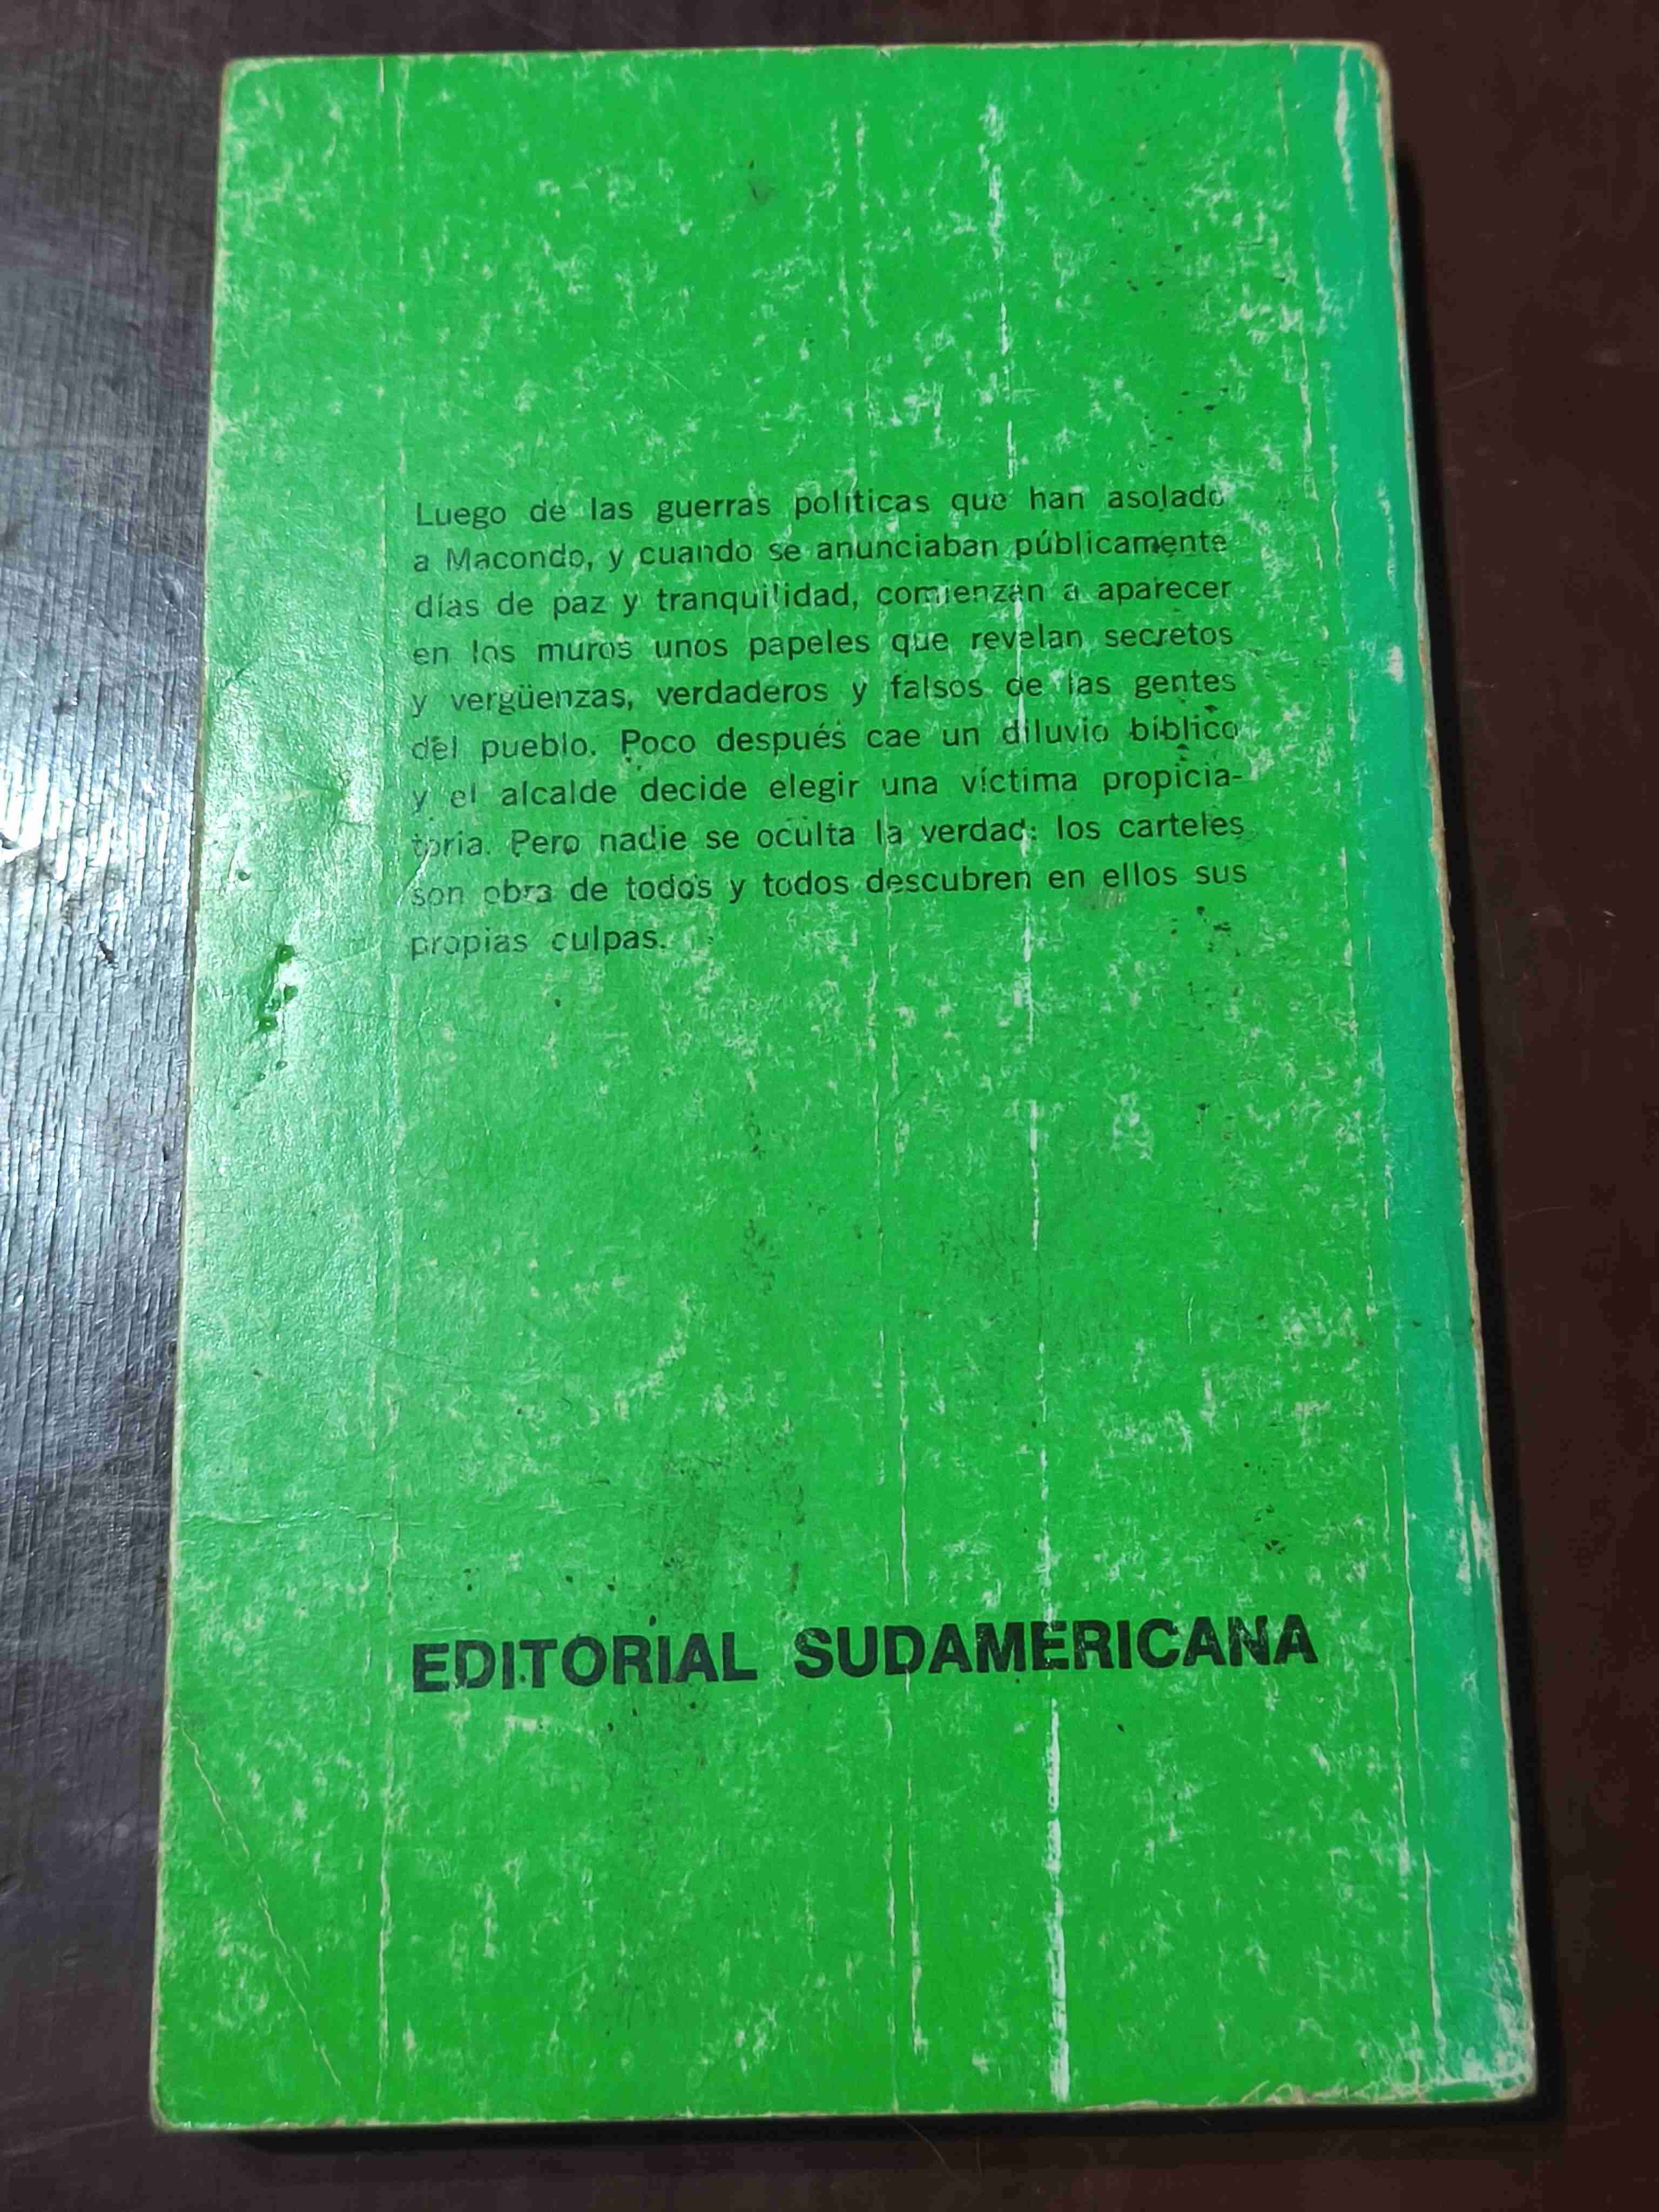 Luego de las guerras políticas que han asolado
a Macondo, y cuando se anunciaban públicamente
días de paz y tranquilidad, comienzan a aparecer
en los muros unos papeles que revelan secretos
y vergüenzas, verdaderos y falsos de las gentes
del pueblo. Poco después cae un diluvio bíblico
y el alcalde decide elegir una víctima propicia-
toria. Pero nadie se oculta la verdad: los carteles
son obra de todos y todos descubren en ellos sus
propias culpas.
EDITORIAL SUDAMERICANA